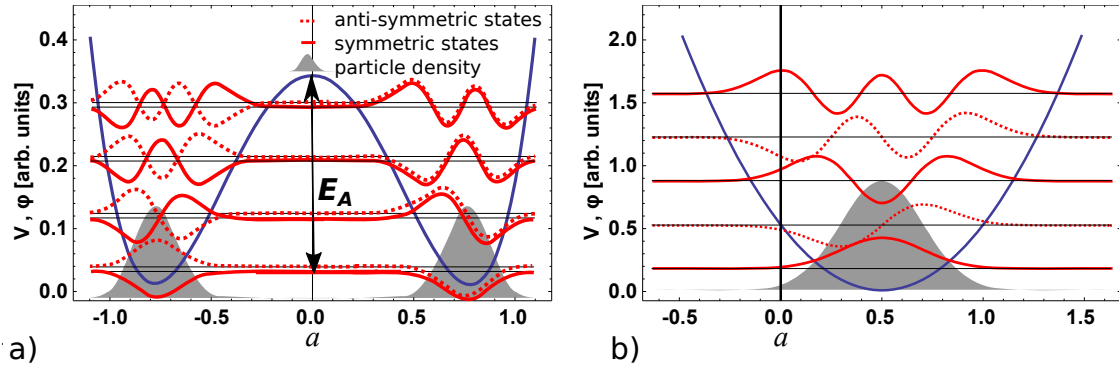 anti-symmetric states
symmetric states
particle density
V, φ [arb. units]
0.4
0.3
0.2
0.1
0.0
E_A
-1.0 -0.5 0.0 0.5 1.0
a
a)
V, φ [arb. units]
2.0
1.5
1.0
0.5
0.0
-0.5 0.0 0.5 1.0 1.5
a
b)